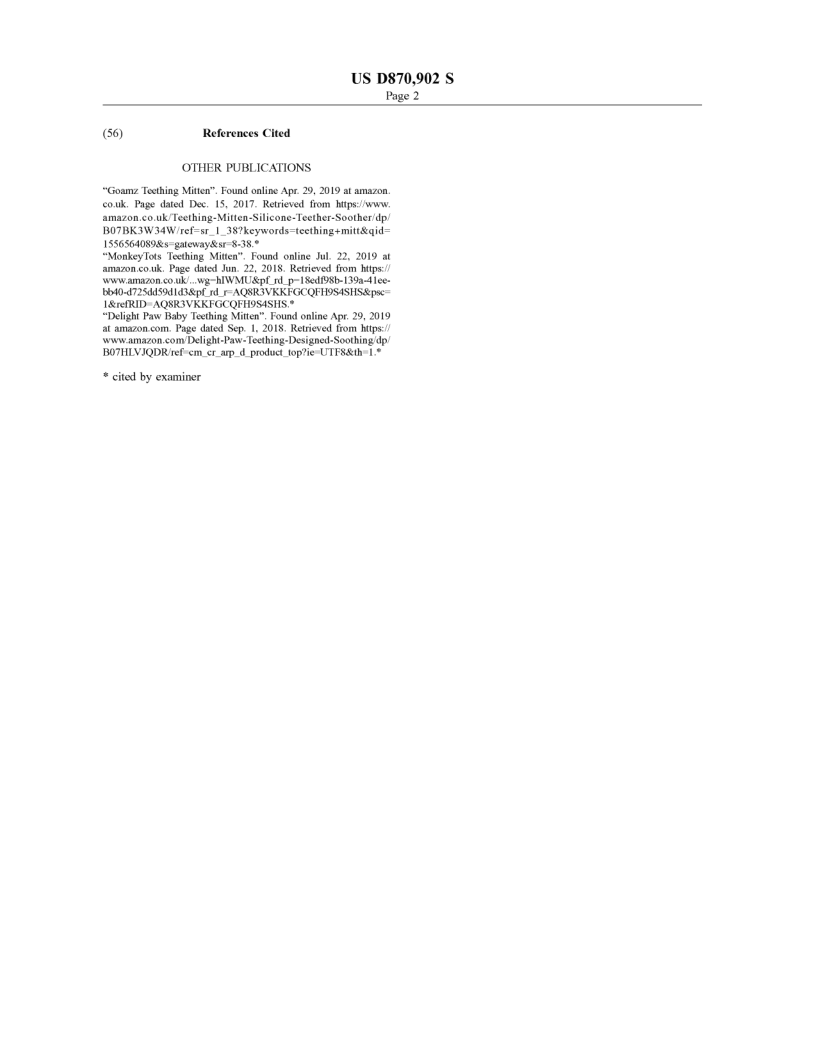 US D870,902 S
Page 2
(56) References Cited
OTHER PUBLICATIONS
“Goamz Teething Mitten”. Found online Apr. 29, 2019 at amazon.
co.uk. Page dated Dec. 15, 2017. Retrieved from https://www.
amazon.co.uk/Teething-Mitten-Silicone-Teether-Soother/dp/
B07BK3W34W/ref=sr_1_38?keywords=teething+mitt&qid=
1556564089&s=gateway&sr=8-38.*
“MonkeyTots Teething Mitten”. Found online Jul. 22, 2019 at
amazon.co.uk. Page dated Jun. 22, 2018. Retrieved from https://
www.amazon.co.uk/...wg=hIWMU&pf_rd_p=18edf98b-139a-41ee-
bb40-d725dd59d1d3&pf_rd_r=AQ8R3VKKFGCQFH9S4SHS&psc=
1&refRID=AQ8R3VKKFGCQFH9S4SHS.*
“Delight Paw Baby Teething Mitten”. Found online Apr. 29, 2019
at amazon.com. Page dated Sep. 1, 2018. Retrieved from https://
www.amazon.com/Delight-Paw-Teething-Designed-Soothing/dp/
B07HLVJQDR/ref=cm_cr_arp_d_product_top?ie=UTF8&th=1.*
* cited by examiner